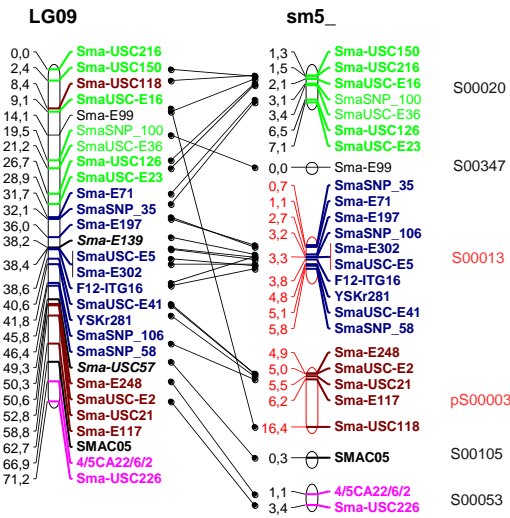 LG09
sm5_
0,0 Sma-USC216
2,4 Sma-USC150
8,4 Sma-USC118
9,1 SmaUSC-E16
14,1 Sma-E99
19,5 SmaSNP_100
21,2 SmaUSC-E36
26,7 Sma-USC126
28,9 SmaUSC-E23
31,7 Sma-E71
32,1 SmaSNP_35
36,0 Sma-E197
38,2 Sma-E139
38,4 SmaUSC-E5
Sma-E302
38,6 F12-ITG16
40,6 SmaUSC-E41
41,8 YSKr281
45,8 SmaSNP_106
46,4 SmaSNP_58
49,3 Sma-USC57
50,3 Sma-E248
50,6 SmaUSC-E2
52,8 SmaUSC21
58,8 Sma-E117
62,7 SMAC05
66,9 4/5CA22/6/2
71,2 Sma-USC226
1,3 Sma-USC150
1,5 Sma-USC216
2,1 SmaUSC-E16
3,1 SmaSNP_100
3,4 SmaUSC-E36
6,5 Sma-USC126
7,1 SmaUSC-E23
S00020
0,0 Sma-E99
S00347
0,7 SmaSNP_35
1,1 Sma-E71
2,7 Sma-E197
3,2 SmaSNP_106
3,3 Sma-E302
SmaUSC-E5
3,8 F12-ITG16
4,8 YSKr281
5,1 SmaUSC-E41
5,8 SmaSNP_58
S00013
4,9 Sma-E248
5,0 SmaUSC-E2
5,5 SmaUSC21
6,2 Sma-E117
16,4 Sma-USC118
pS00003
0,3 SMAC05
S00105
1,1 4/5CA22/6/2
3,4 Sma-USC226
S00053